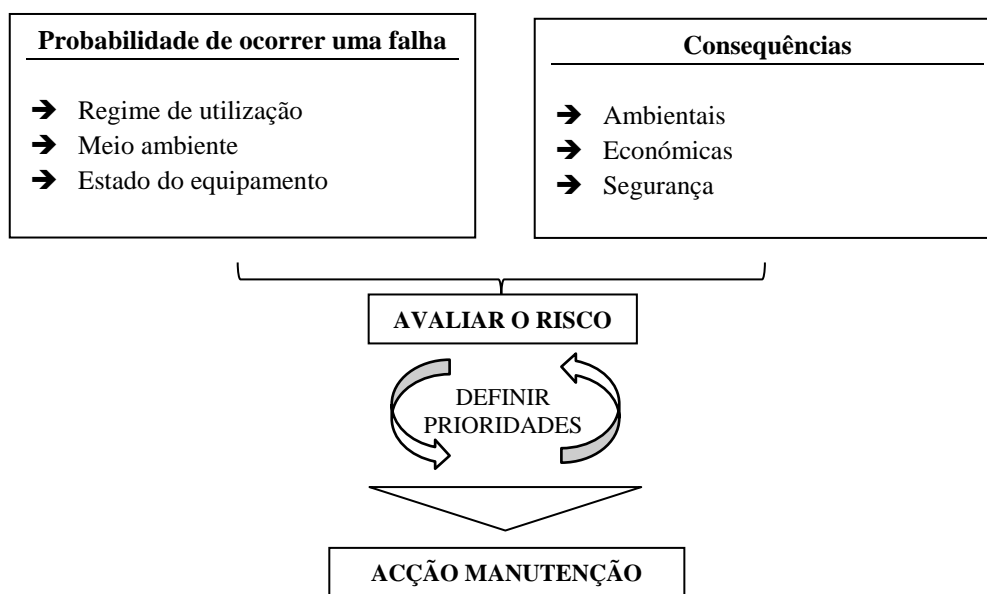 Probabilidade de ocorrer uma falha
➔ Regime de utilização
➔ Meio ambiente
➔ Estado do equipamento
Consequências
➔ Ambientais
➔ Económicas
➔ Segurança
AVALIAR O RISCO
DEFINIR
PRIORIDADES
ACÇÃO MANUTENÇÃO